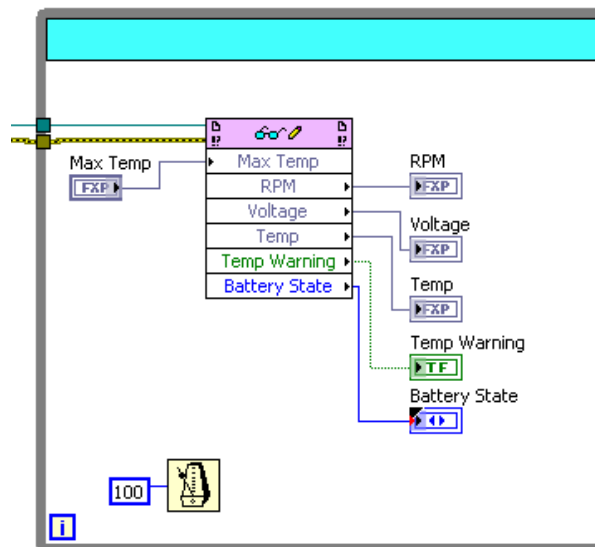 Max Temp
FXP
Max Temp
RPM
Voltage
Temp
Temp Warning
Battery State
RPM
FXP
Voltage
FXP
Temp
FXP
Temp Warning
TF
Battery State
100
i